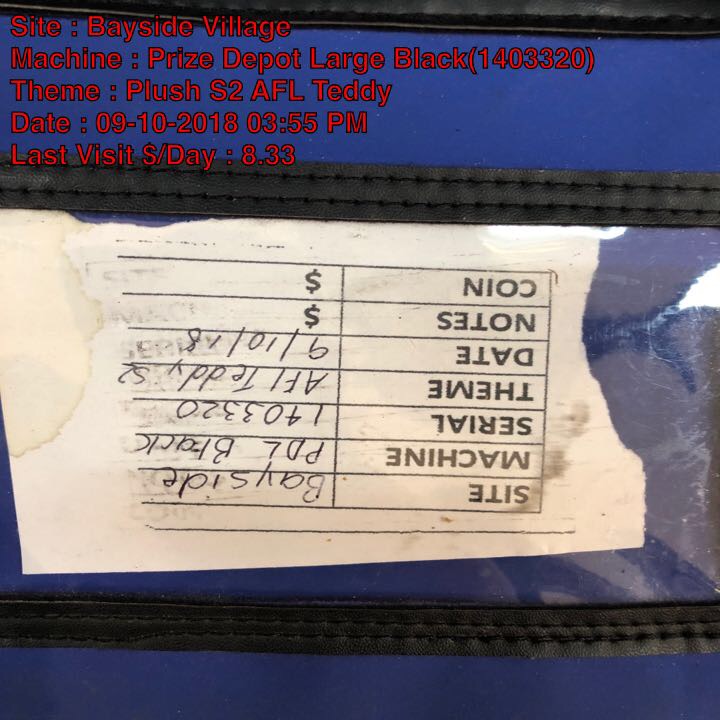 Site : Bayside Village
Machine : Prize Depot Large Black(1403320)
Theme : Plush S2 AFL Teddy
Date : 09-10-2018 03:55 PM
Last Visit $/Day : 8.33
SITE Bayside
MACHINE PDL Black
SERIAL 1403320
THEME AFl Teddy S2
DATE 9/10/18
NOTES $
COIN $